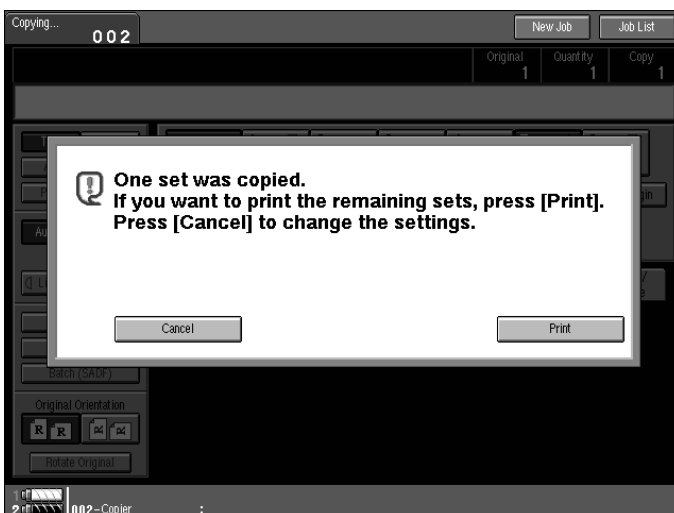 Copying...
002
New Job
Job List
Original
Quantity
Copy
1
1
1
One set was copied.
If you want to print the remaining sets, press [Print].
Press [Cancel] to change the settings.
Cancel
Print
Batch (SADF)
Original Orientation
R R
R R
Rotate Original
1
2
002-Copier :